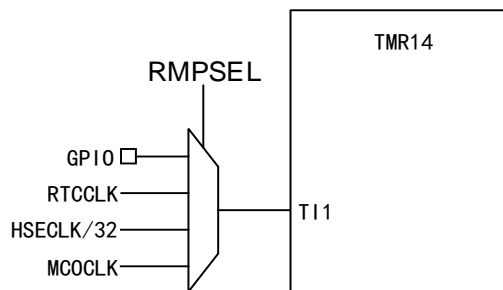 TMR14
RMPSEL
GPIO
RTCCLK
HSECLK/32
TI1
MCOCLK